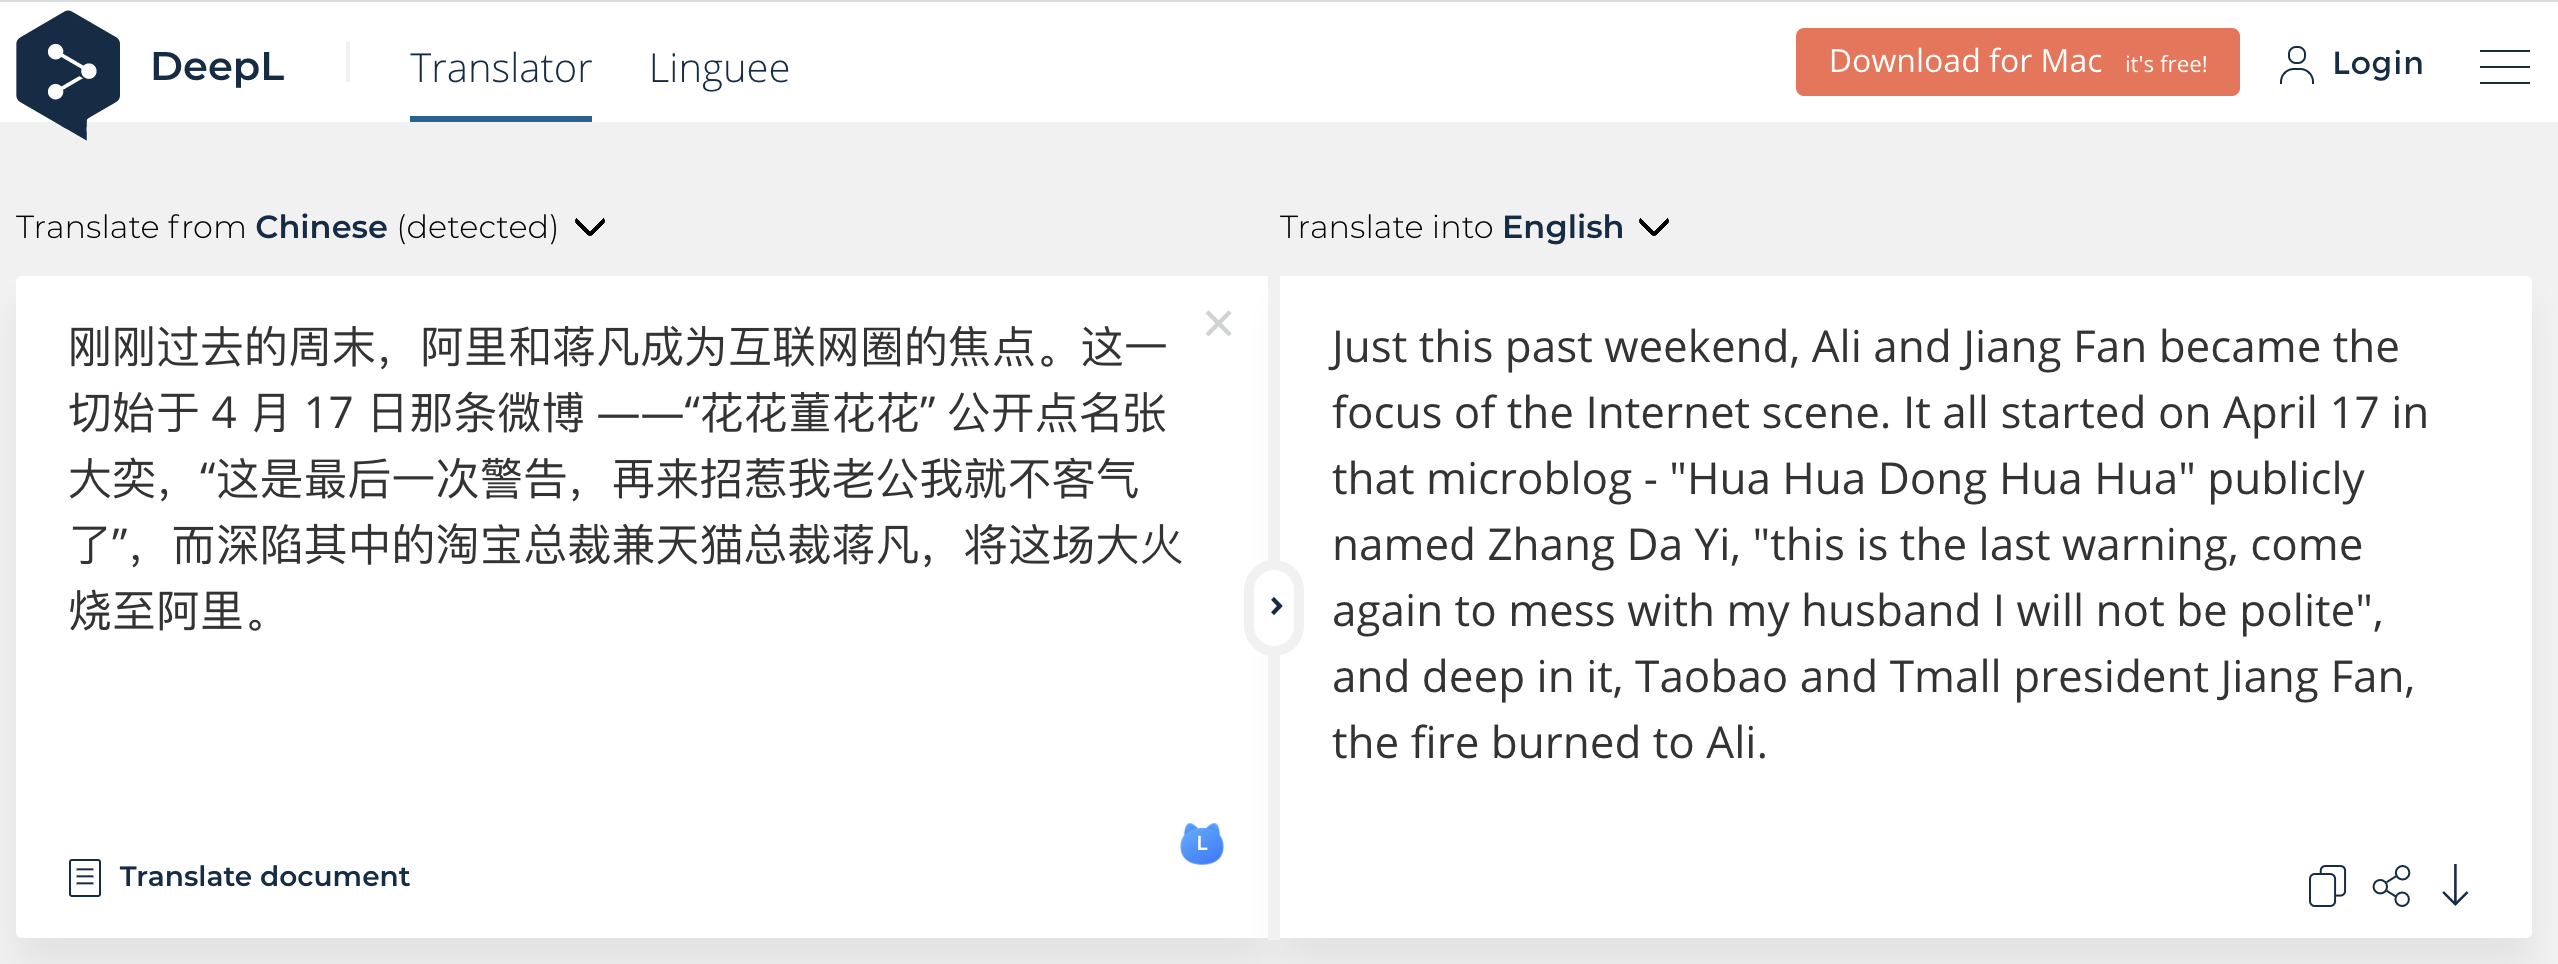 DeepL
Translator
Linguee
Download for Mac it's free!
Login
Translate from Chinese (detected)
Translate into English
刚刚过去的周末，阿里和蒋凡成为互联网圈的焦点。这一
切始于 4 月 17 日那条微博 ——“花花董花花” 公开点名张
大奕，“这是最后一次警告，再来招惹我老公我就不客气
了”，而深陷其中的淘宝总裁兼天猫总裁蒋凡，将这场大火
烧至阿里。
L
Translate document
Just this past weekend, Ali and Jiang Fan became the
focus of the Internet scene. It all started on April 17 in
that microblog - "Hua Hua Dong Hua Hua" publicly
named Zhang Da Yi, "this is the last warning, come
again to mess with my husband I will not be polite",
and deep in it, Taobao and Tmall president Jiang Fan,
the fire burned to Ali.